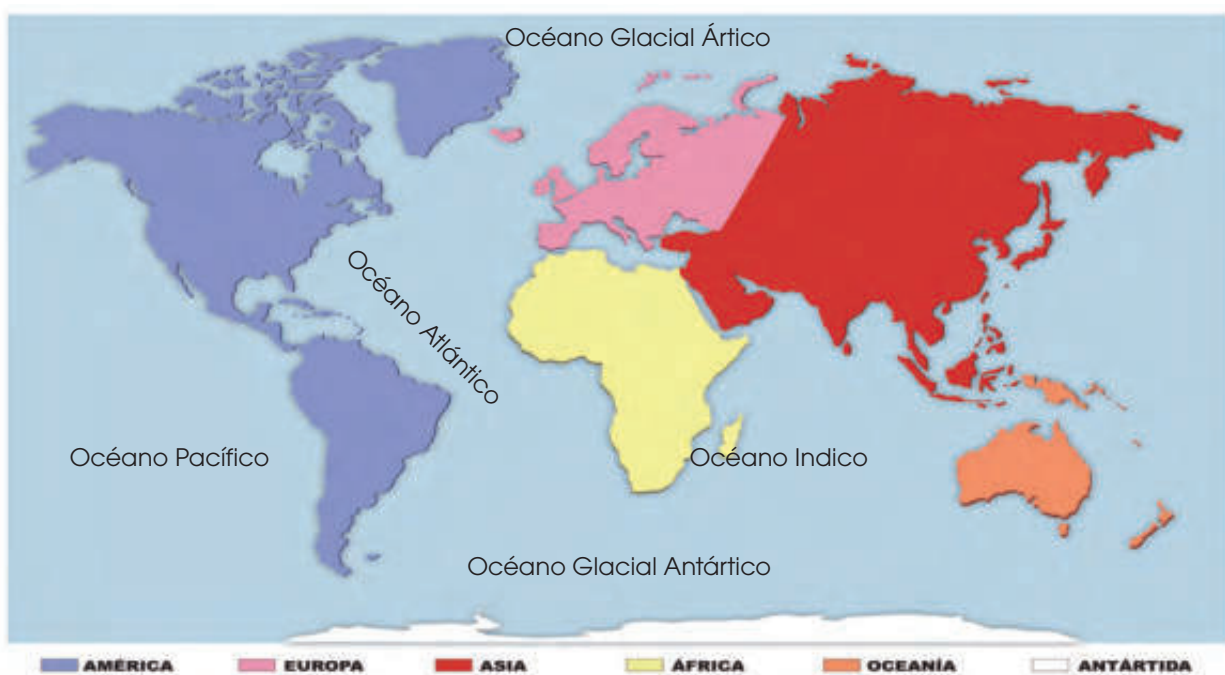 Océano Glacial Ártico
Océano Atlántico
Océano Pacífico
Océano Indico
Océano Glacial Antártico
AMÉRICA
EUROPA
ASIA
ÁFRICA
OCEANÍA
ANTÁRTIDA